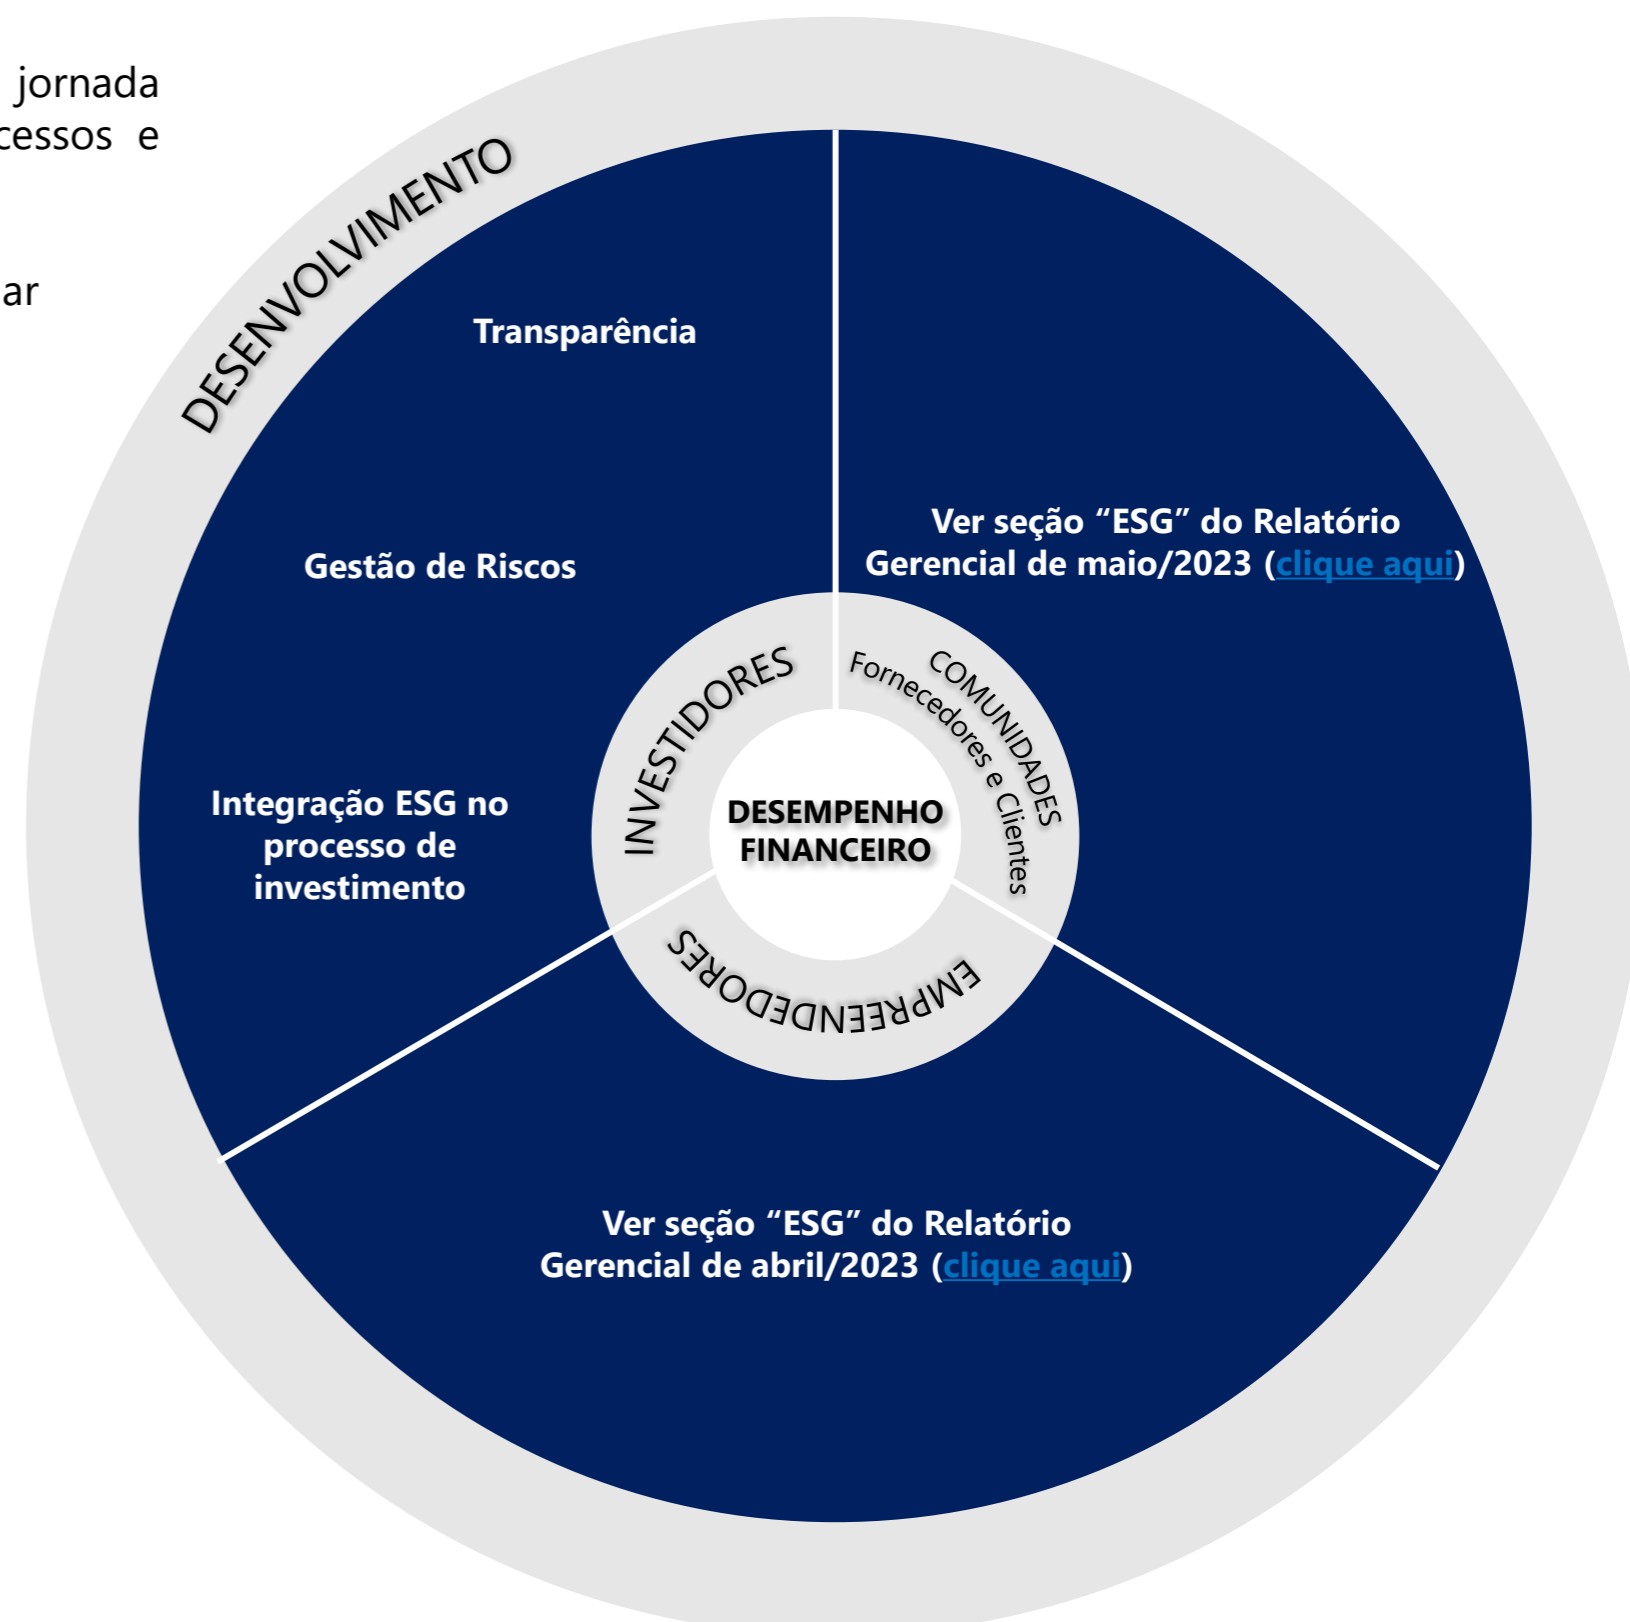 jornada
cessos e
ar
DESENVOLVIMENTO
Transparência
Gestão de Riscos
Integração ESG no
processo de
investimento
Ver seção “ESG” do Relatório
Gerencial de maio/2023 (clique aqui)
INVESTIDORES
COMUNIDADES
Fornecedores e Clientes
DESEMPENHO
FINANCEIRO
EMPREENDEDORES
Ver seção “ESG” do Relatório
Gerencial de abril/2023 (clique aqui)